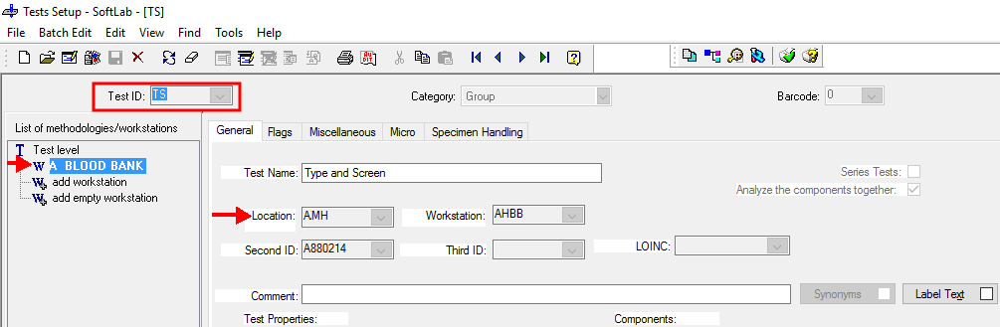 Tests Setup - SoftLab - [TS]
File Batch Edit Edit View Find Tools Help
Test ID: TS Category: Group Barcode: 0
List of methodologies/workstations
Test level
W A BLOOD BANK
add workstation
add empty workstation
General Flags Miscellaneous Micro Specimen Handling
Test Name: Type and Screen Series Tests:
Analyze the components together:
Location: AMH Workstation: AHBB
Second ID: A880214 Third ID: LOINC:
Comment: Synonyms Label Text
Test Properties: Components: